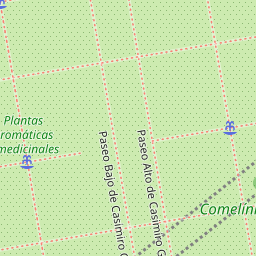 Plantas
aromáticas
medicinales
Paseo Bajo de Casimiro G
Paseo Alto de Casimiro G
Comelin